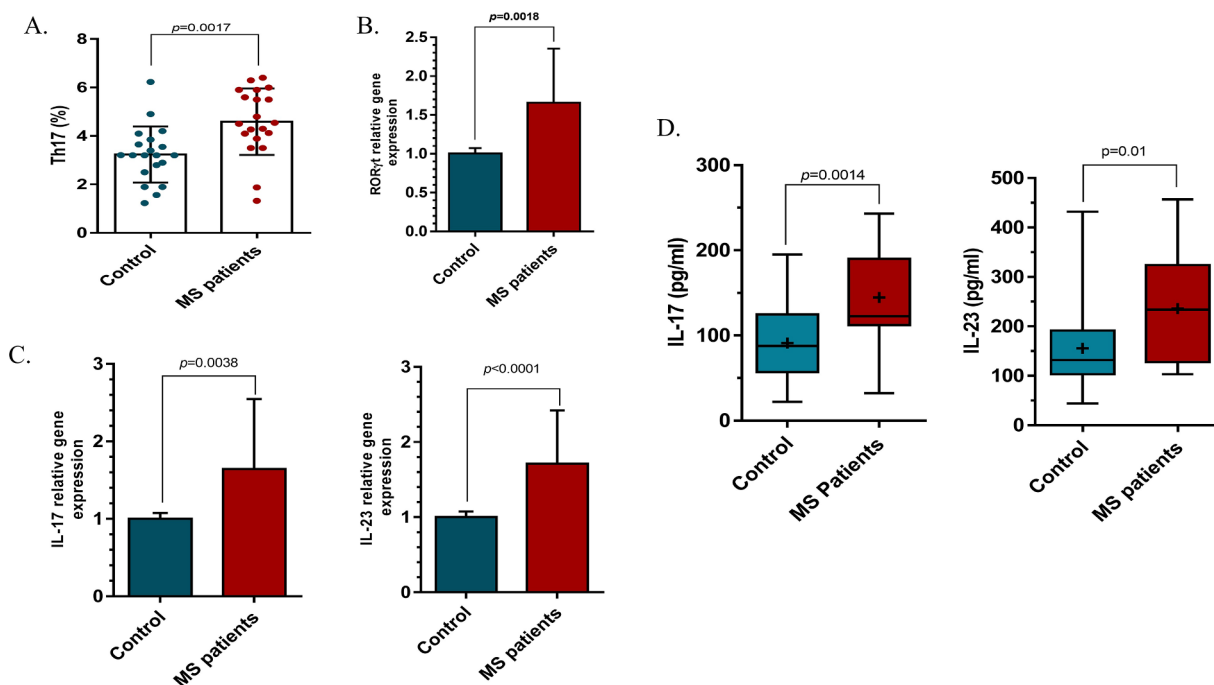 A.
p=0.0017
Th17 (%)
8
6
4
2
0
Control
MS patients
B.
p=0.0018
RORγt relative gene
expression
2.5
2.0
1.5
1.0
0.5
0.0
Control
MS patients
C.
p=0.0038
IL-17 relative gene
expression
3
2
1
0
Control
MS patients
p<0.0001
IL-23 relative gene
expression
3
2
1
0
Control
MS patients
D.
p=0.0014
IL-17 (pg/ml)
300
200
100
0
Control
MS Patients
p=0.01
IL-23 (pg/ml)
500
400
300
200
100
0
Control
MS patients